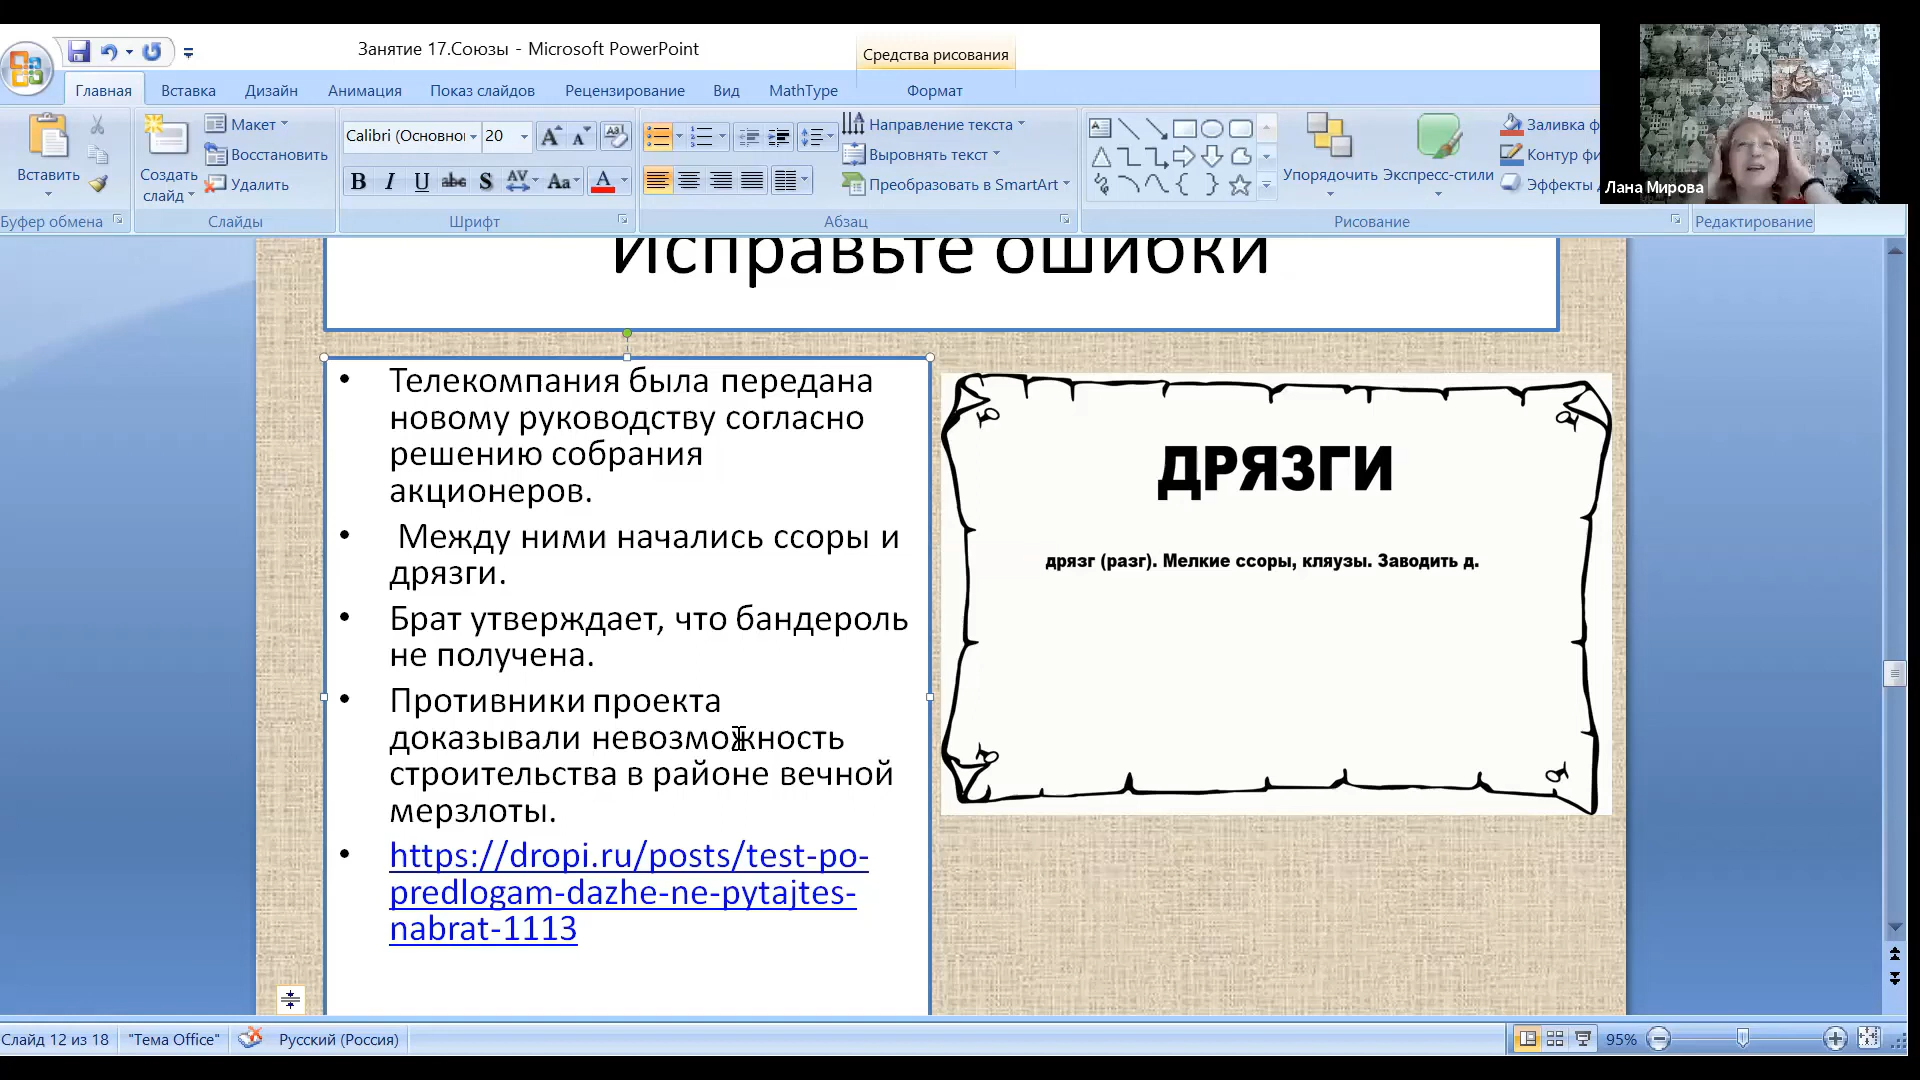 Занятие 17.Союзы - Microsoft PowerPoint
Средства рисования
Главная Вставка Дизайн Анимация Показ слайдов Рецензирование Вид MathType Формат
Вставить
Буфер обмена
Создать
слайд
Макет
Восстановить
Удалить
Слайды
Calibri (Основної 20
Шрифт
Направление текста
Выровнять текст
Преобразовать в SmartArt
Абзац
Упорядочить
Экспресс-стили
Заливка ф
Контур фи
Эффекты
Рисование
Редактирование
Лана Мирова
Исправьте ошибки
• Телекомпания была передана
новому руководству согласно
решению собрания
акционеров.
• Между ними начались ссоры и
дрязги.
• Брат утверждает, что бандероль
не получена.
• Противники проекта
доказывали невозможность
строительства в районе вечной
мерзлоты.
• https://dropi.ru/posts/test-po-
predlogam-dazhe-ne-pytajtes-
nabrat-1113
ДРЯЗГИ
дрязг (разг). Мелкие ссоры, кляузы. Заводить д.
Слайд 12 из 18 "Тема Office" Русский (Россия) 95%